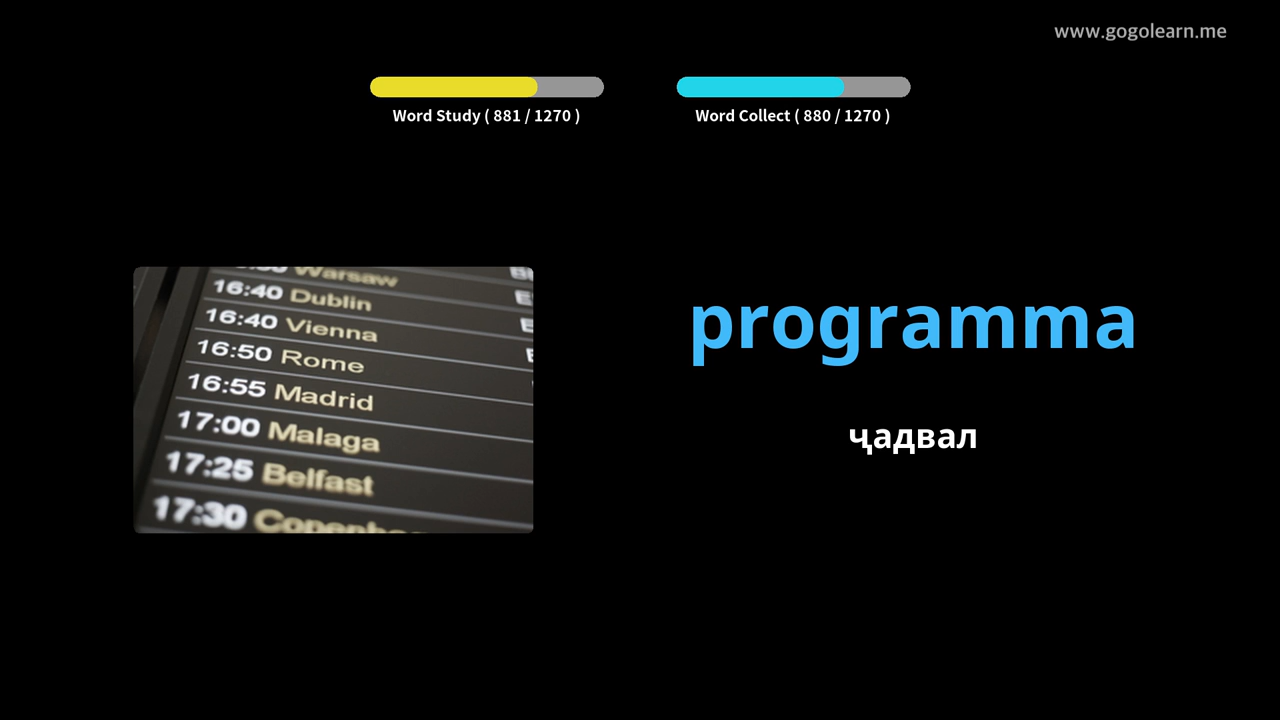 www.gogolearn.me
Word Study ( 881 / 1270 )
Word Collect ( 880 / 1270 )
Warsaw
16:40 Dublin
16:40 Vienna
16:50 Rome
16:55 Madrid
17:00 Malaga
17:25 Belfast
17:30
programma
ҷадвал